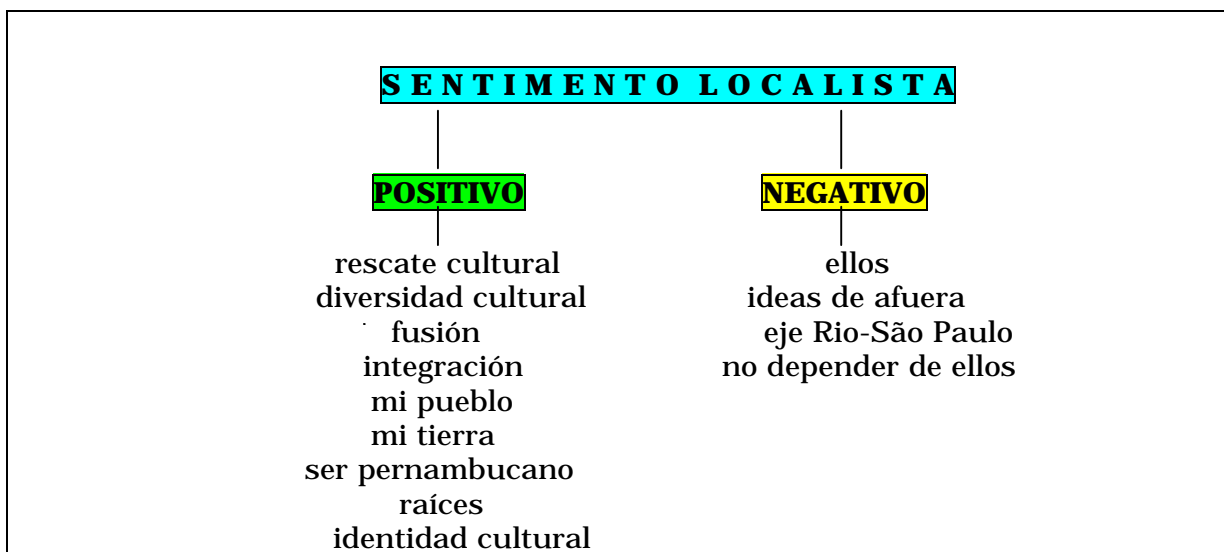 S E N T I M E N T O L O C A L I S T A
POSITIVO
rescate cultural
diversidad cultural
fusión
integración
mi pueblo
mi tierra
ser pernambucano
raíces
identidad cultural
NEGATIVO
ellos
ideas de afuera
eje Rio-São Paulo
no depender de ellos